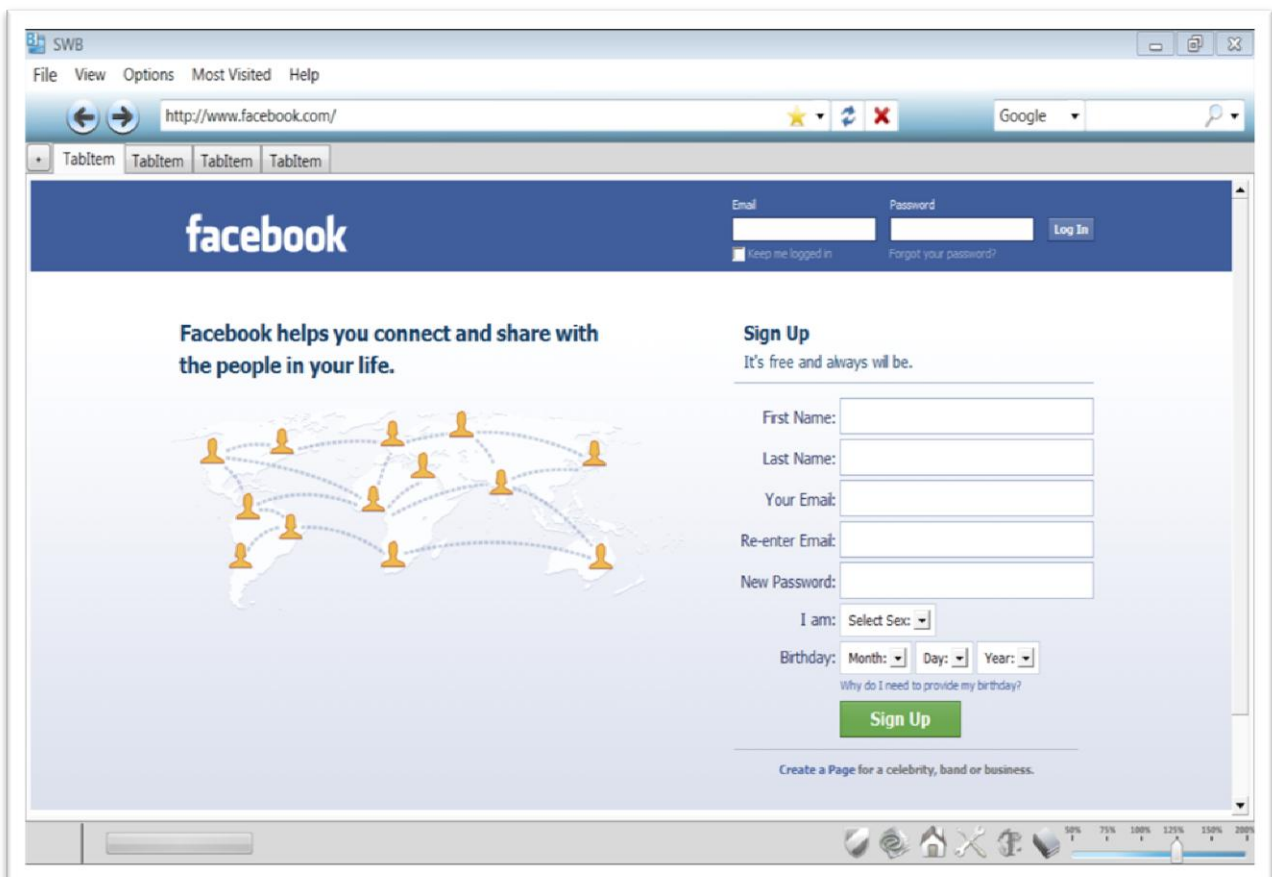 SWB
File View Options Most Visited Help
http://www.facebook.com/ Google
TabItem TabItem TabItem TabItem
Email Password
facebook Log In
Keep me logged in Forgot your password?
Facebook helps you connect and share with
the people in your life.
Sign Up
It's free and always will be.
First Name:
Last Name:
Your Email:
Re-enter Email:
New Password:
I am: Select Sex:
Birthday: Month: Day: Year:
Why do I need to provide my birthday?
Sign Up
Create a Page for a celebrity, band or business.
50% 75% 100% 125% 150% 200%